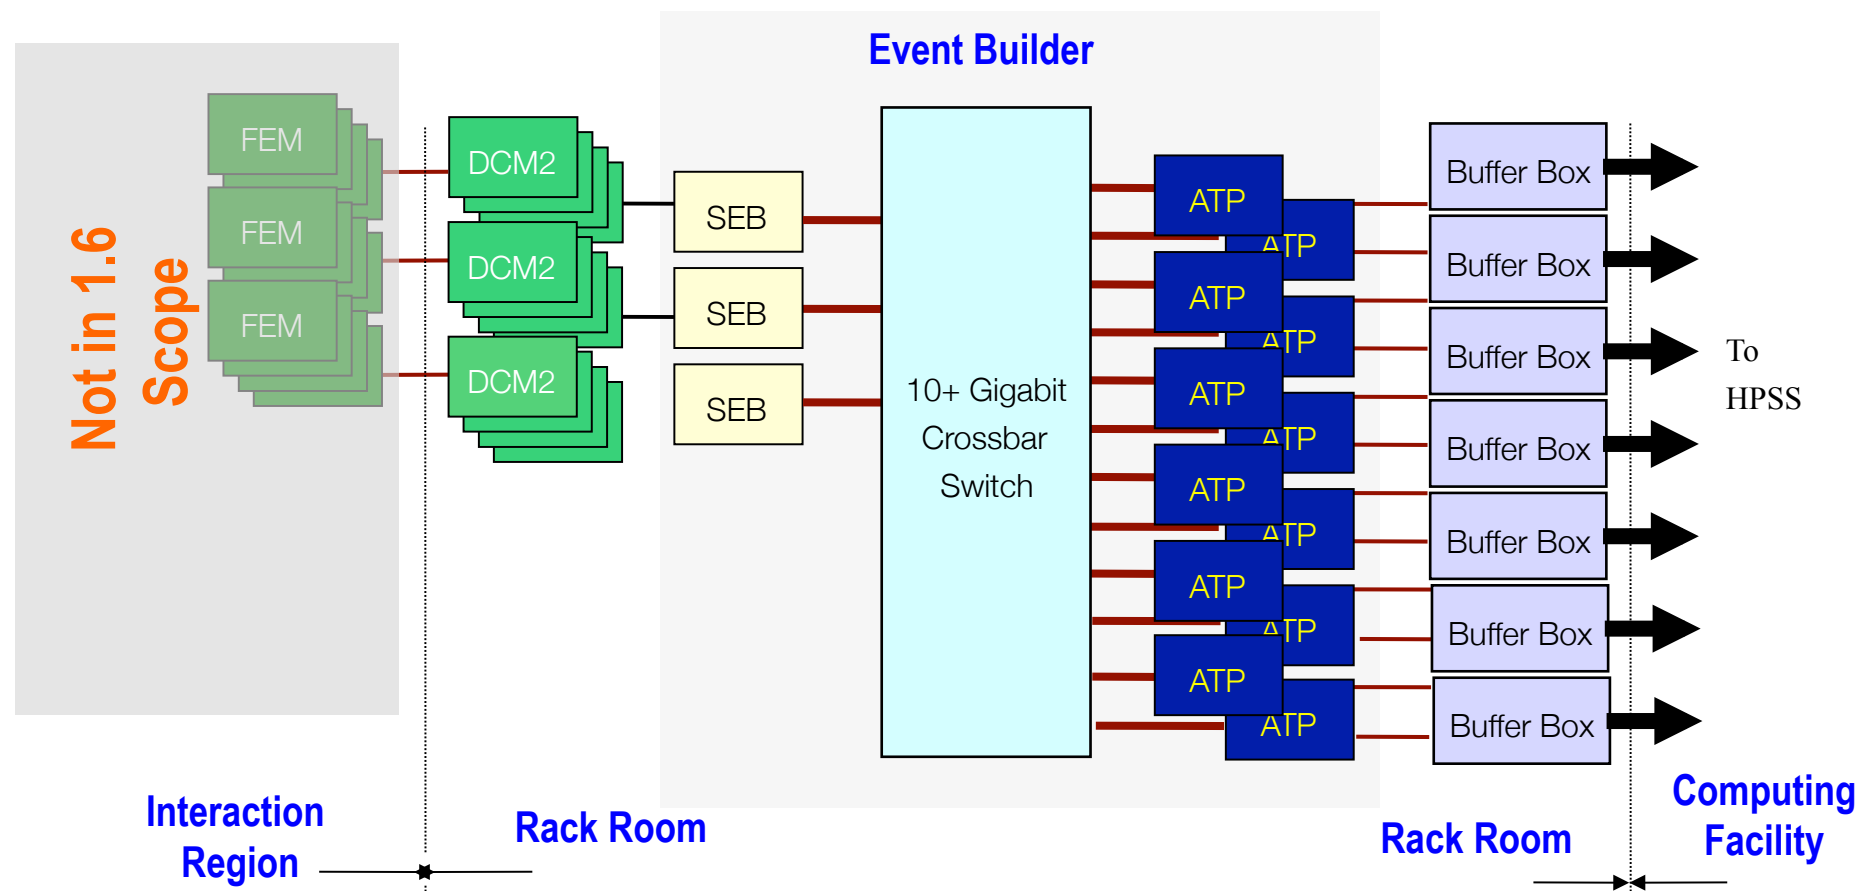 Event Builder
Not in 1.6
Scope
FEM
FEM
FEM
DCM2
DCM2
DCM2
SEB
SEB
SEB
10+ Gigabit
Crossbar
Switch
ATP
ATP
ATP
ATP
ATP
ATP
ATP
ATP
ATP
ATP
ATP
ATP
Buffer Box
Buffer Box
Buffer Box
Buffer Box
Buffer Box
Buffer Box
Buffer Box
To
HPSS
Interaction
Region
Rack Room
Rack Room
Computing
Facility